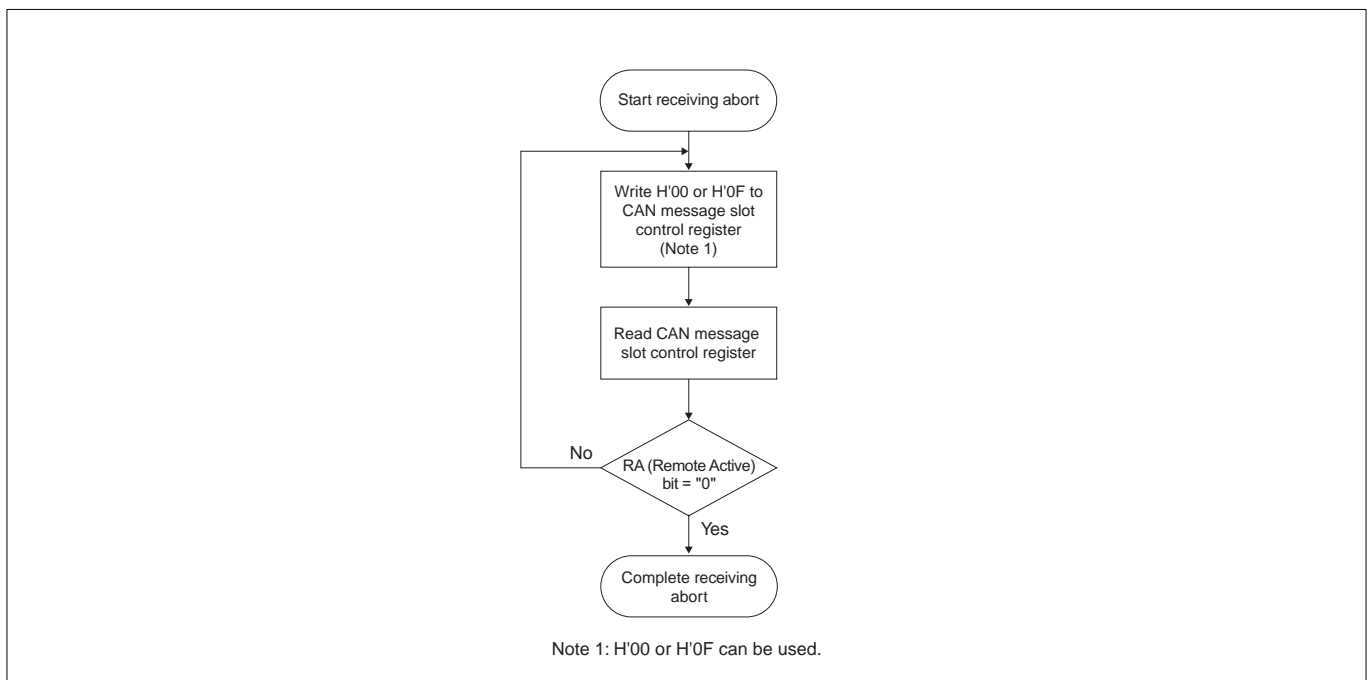 Start receiving abort
Write H'00 or H'0F to
CAN message slot
control register
(Note 1)
Read CAN message
slot control register
No
RA (Remote Active)
bit = "0"
Yes
Complete receiving
abort
Note 1: H'00 or H'0F can be used.